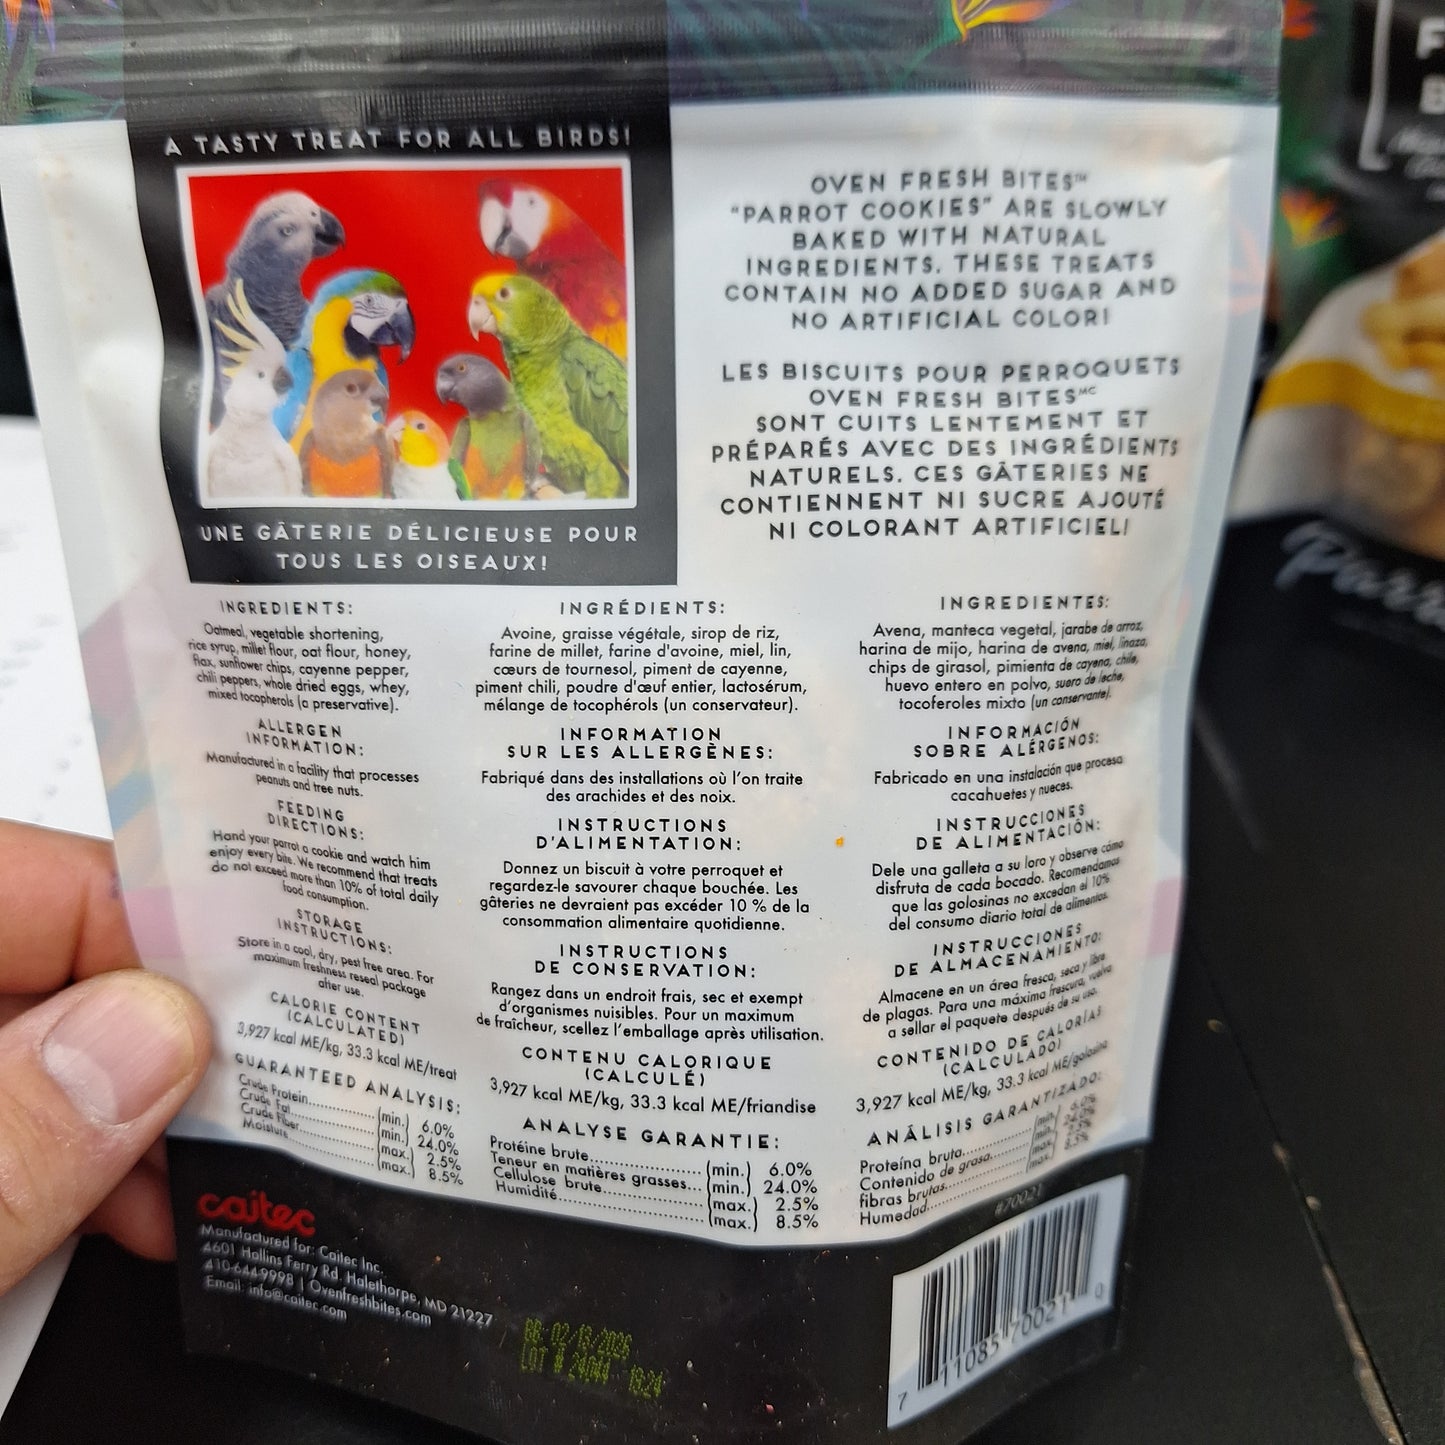 A TASTY TREAT FOR ALL BIRDS!
UNE GÂTERIE DÉLICIEUSE POUR
TOUS LES OISEAUX!
OVEN FRESH BITES™
"PARROT COOKIES" ARE SLOWLY
BAKED WITH NATURAL
INGREDIENTS. THESE TREATS
CONTAIN NO ADDED SUGAR AND
NO ARTIFICIAL COLOR!
LES BISCUITS POUR PERROQUETS
OVEN FRESH BITES MC
SONT CUITS LENTEMENT ET
PRÉPARÉS AVEC DES INGRÉDIENTS
NATURELS. CES GÂTERIES NE
CONTIENNENT NI SUCRE AJOUTÉ
NI COLORANT ARTIFICIEL!
INGREDIENTS:
Oatmeal, vegetable shortening,
rice syrup, millet flour, oat flour, honey,
flax, sunflower chips, cayenne pepper,
chili peppers, whole dried eggs, whey,
mixed tocopherols (a preservative).
ALLERGEN
INFORMATION:
Manufactured in a facility that processes
peanuts and tree nuts.
FEEDING
DIRECTIONS:
Hand your parrot a cookie and watch him
enjoy every bite. We recommend that treats
do not exceed more than 10% of total daily
food consumption.
STORAGE
INSTRUCTIONS:
Store in a cool, dry, pest free area. For
maximum freshness reseal package
after use.
CALORIE CONTENT
(CALCULATED)
3,927 kcal ME/kg, 33.3 kcal ME/treat
GUARANTEED ANALYSIS:
Crude Protein (min.) 6.0%
Crude Fat (min.) 24.0%
Crude Fiber (max.) 2.5%
Moisture (max.) 8.5%
INGRÉDIENTS:
Avoine, graisse végétale, sirop de riz,
farine de millet, farine d'avoine, miel, lin,
cœurs de tournesol, piment de cayenne,
piment chili, poudre d'œuf entier, lactosérum,
mélange de tocophérols (un conservateur).
INFORMATION
SUR LES ALLERGÈNES:
Fabriqué dans des installations où l'on traite
des arachides et des noix.
INSTRUCTIONS
D'ALIMENTATION:
Donnez un biscuit à votre perroquet et
regardez-le savourer chaque bouchée. Les
gâteries ne devraient pas excéder 10 % de la
consommation alimentaire quotidienne.
INSTRUCTIONS
DE CONSERVATION:
Rangez dans un endroit frais, sec et exempt
d'organismes nuisibles. Pour un maximum
de fraîcheur, scellez l'emballage après utilisation.
CONTENU CALORIQUE
(CALCULÉ)
3,927 kcal ME/kg, 33.3 kcal ME/friandise
ANALYSE GARANTIE:
Protéine brute (min.) 6.0%
Teneur en matières grasses (min.) 24.0%
Cellulose brute (max.) 2.5%
Humidité (max.) 8.5%
INGREDIENTES:
Avena, manteca vegetal, jarabe de arroz,
harina de mijo, harina de avena, miel, linaza,
chips de girasol, pimienta de cayena, chile,
huevo entero en polvo, suero de leche,
tocoferoles mixto (un conservante).
INFORMACIÓN
SOBRE ALÉRGENOS:
Fabricado en una instalación que procesa
cacahuetes y nueces.
INSTRUCCIONES
DE ALIMENTACIÓN:
Dele una galleta a su loro y observe cómo
disfruta de cada bocado. Recomendamos
que las golosinas no excedan el 10%
del consumo diario total de alimentos.
INSTRUCCIONES
DE ALMACENAMIENTO:
Almacene en un área fresca, seca y libre
de plagas. Para una máxima frescura, vuelva
a sellar el paquete después de su uso.
CONTENIDO DE CALORÍAS
(CALCULADO)
3,927 kcal ME/kg, 33.3 kcal ME/golosina
ANÁLISIS GARANTIZADO:
Proteína bruta (min.) 6.0%
Contenido de grasa (min.) 24.0%
fibras brutas (max.) 2.5%
Humedad (max.) 8.5%
caitec
Manufactured for: Caitec Inc.
4601 Hollins Ferry Rd. Halethorpe, MD 21227
410-644-9998 | Ovenfreshbites.com
Email: info@caitec.com
BB: 02/15/2026
LOT # 24044 1824
#70021
7 11085 70021 0